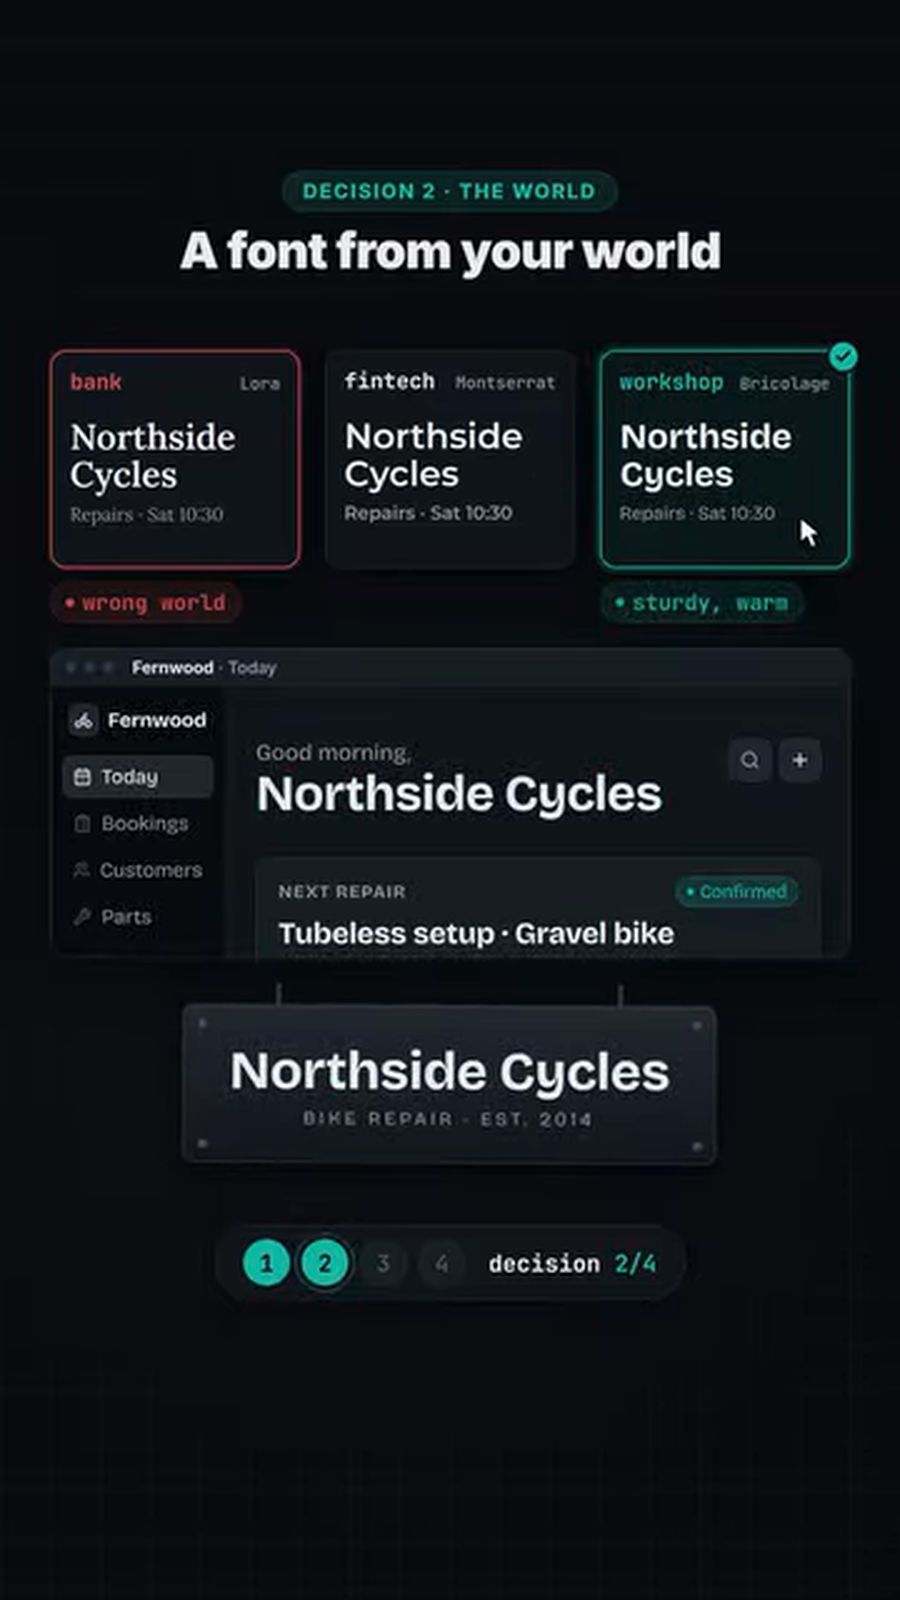 DECISION 2 · THE WORLD
A font from your world
bank Lora
Northside
Cycles
Repairs · Sat 10:30
wrong world
fintech Montserrat
Northside
Cycles
Repairs · Sat 10:30
workshop Bricolage
Northside
Cycles
Repairs · Sat 10:30
sturdy, warm
Fernwood · Today
Fernwood
Today
Bookings
Customers
Parts
Good morning,
Northside Cycles
NEXT REPAIR
Confirmed
Tubeless setup · Gravel bike
Northside Cycles
BIKE REPAIR · EST. 2014
1 2 3 4 decision 2/4